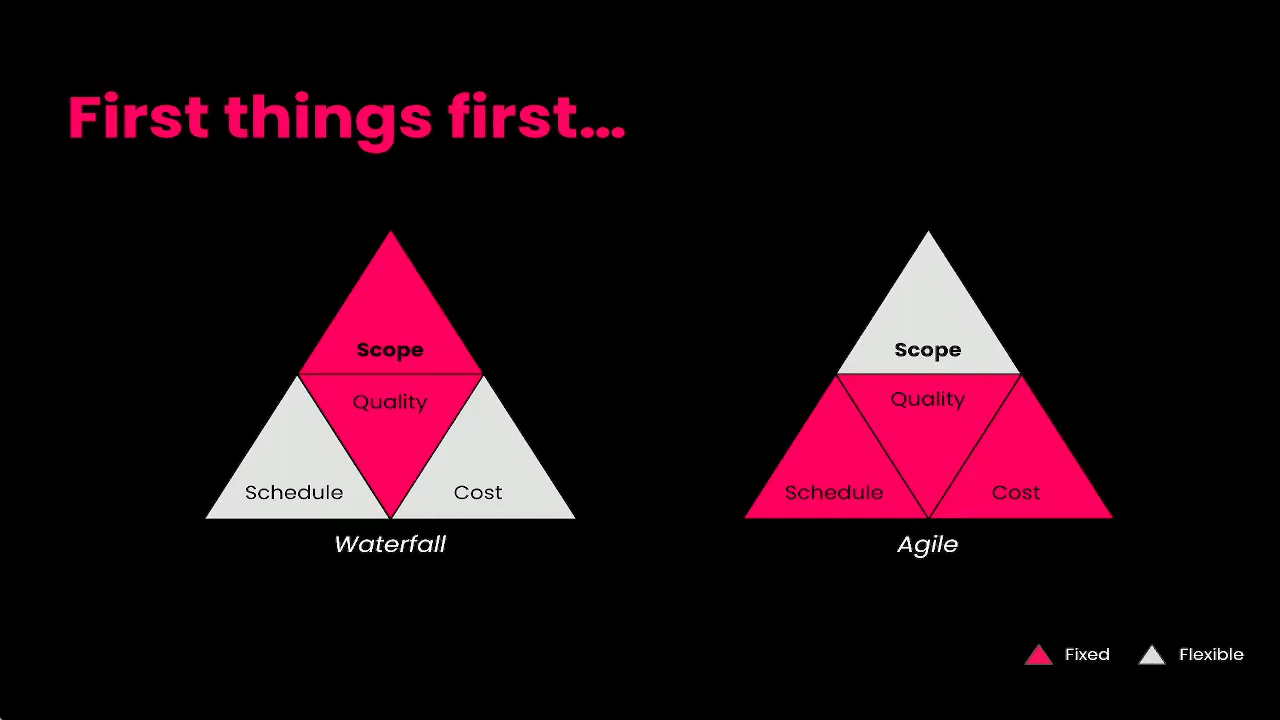 First things first...
Scope
Quality
Schedule
Cost
Waterfall
Scope
Quality
Schedule
Cost
Agile
Fixed
Flexible